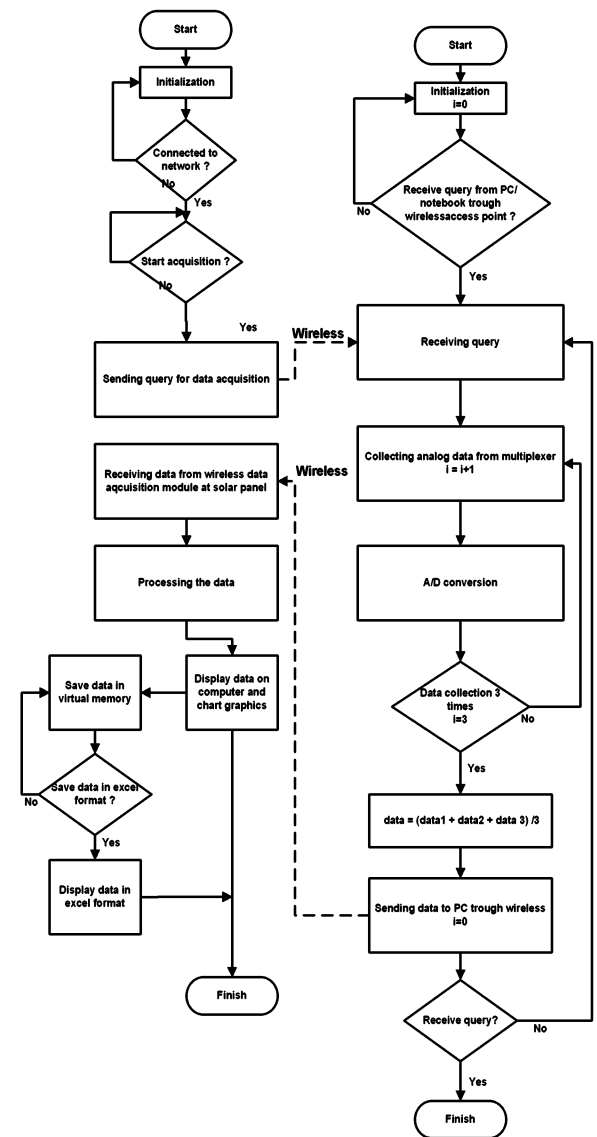 Start
Initialization
Connected to
network ?
No
Yes
Start acquisition ?
No
Yes
Sending query for data acquisition
Wireless
Receiving data from wireless data
aqcuisition module at solar panel
Processing the data
Display data on
computer and
chart graphics
Save data in
virtual memory
Save data in excel
format ?
No
Yes
Display data in
excel format
Finish
Start
Initialization
i=0
Receive query from PC/
notebook trough
wirelessaccess point ?
No
Yes
Receiving query
Collecting analog data from multiplexer
i = i+1
Wireless
A/D conversion
Data collection 3
times
i=3
No
Yes
data = (data1 + data2 + data 3) /3
Sending data to PC trough wireless
i=0
Receive query?
No
Yes
Finish